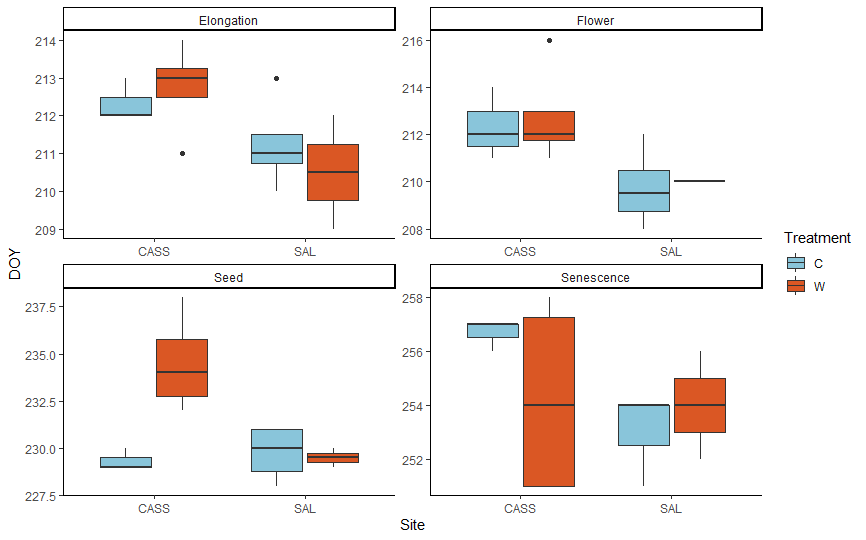 Elongation
Flower
214
213
212
211
210
209
216
214
212
210
208
CASS
SAL
CASS
SAL
DOY
Treatment
C
W
Seed
Senescence
237.5
235.0
232.5
230.0
227.5
258
256
254
252
CASS
SAL
CASS
SAL
Site